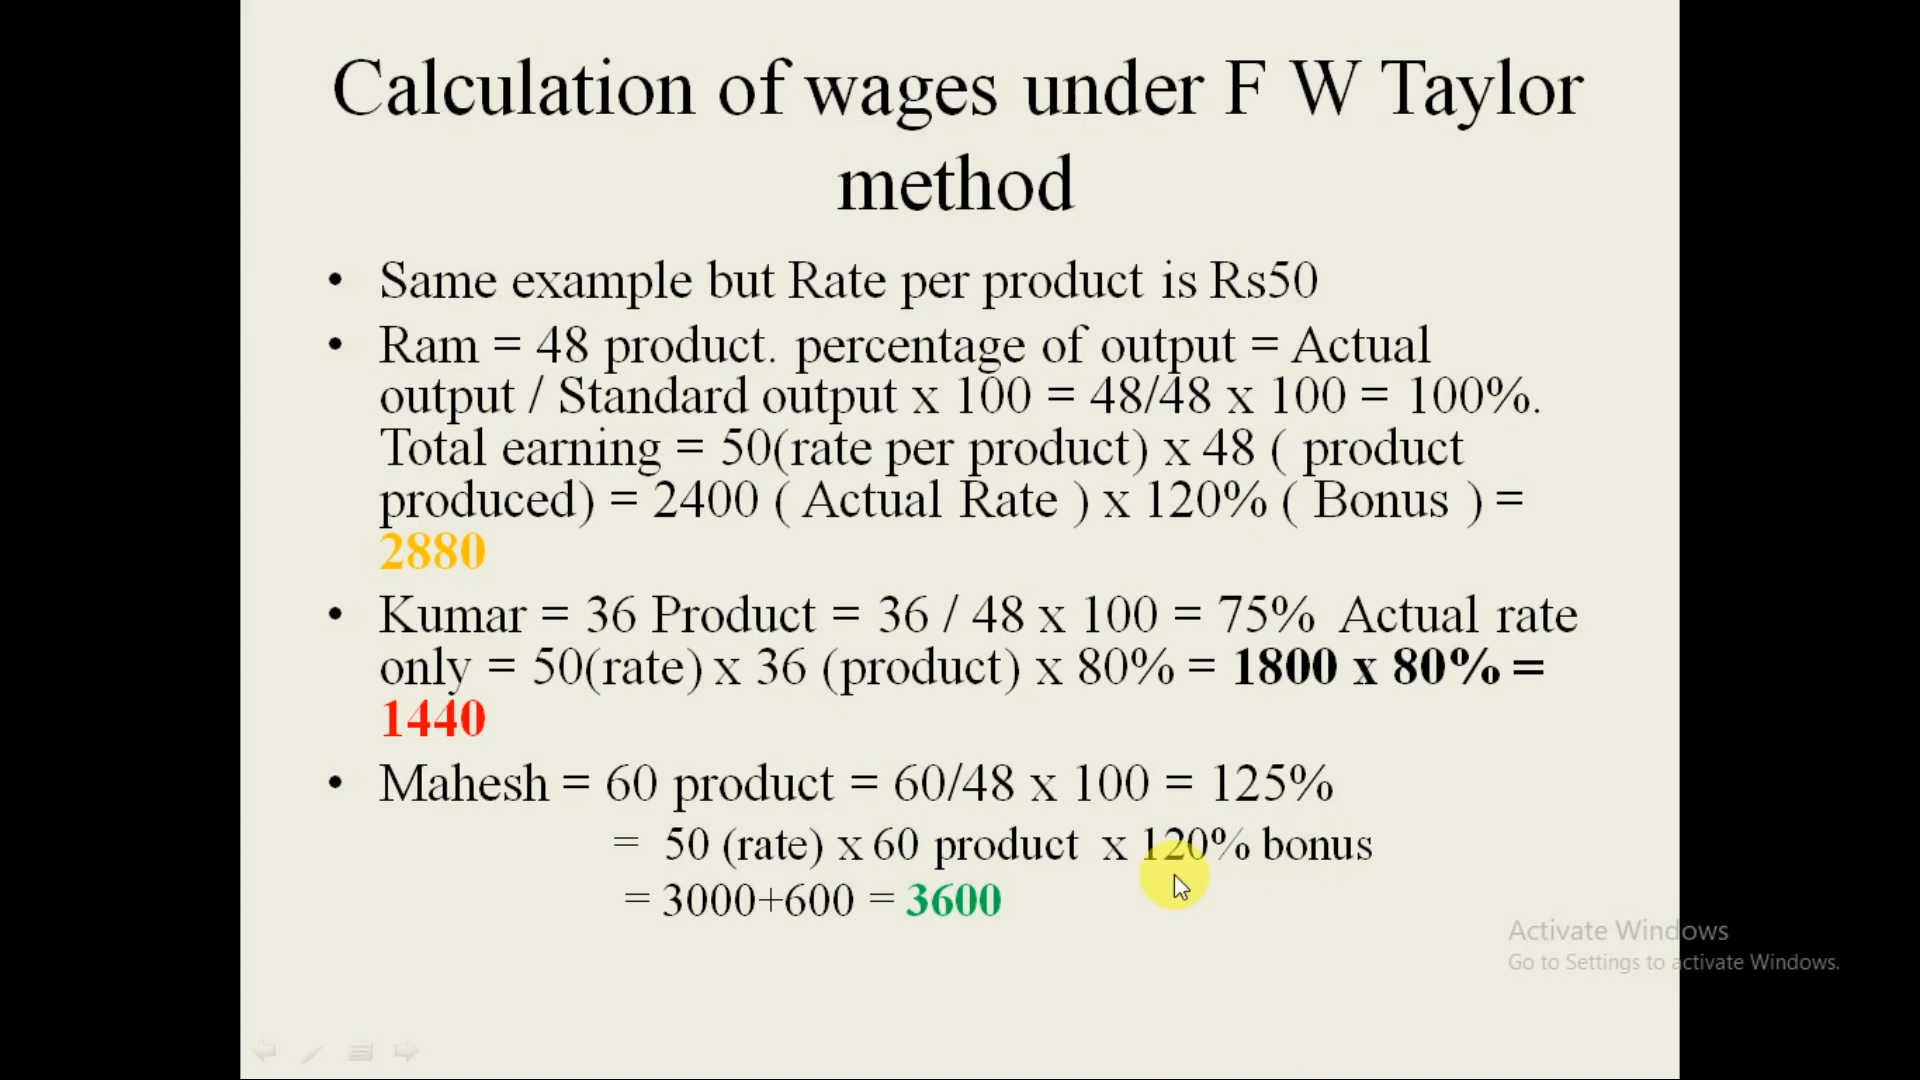 Calculation of wages under F W Taylor
method
• Same example but Rate per product is Rs50
• Ram = 48 product. percentage of output = Actual
output / Standard output x 100 = 48/48 x 100 = 100%.
Total earning = 50(rate per product) x 48 ( product
produced) = 2400 ( Actual Rate ) x 120% ( Bonus ) =
2880
• Kumar = 36 Product = 36 / 48 x 100 = 75% Actual rate
only = 50(rate) x 36 (product) x 80% = 1800 x 80% =
1440
• Mahesh = 60 product = 60/48 x 100 = 125%
= 50 (rate) x 60 product x 120% bonus
= 3000+600 = 3600
Activate Windows
Go to Settings to activate Windows.